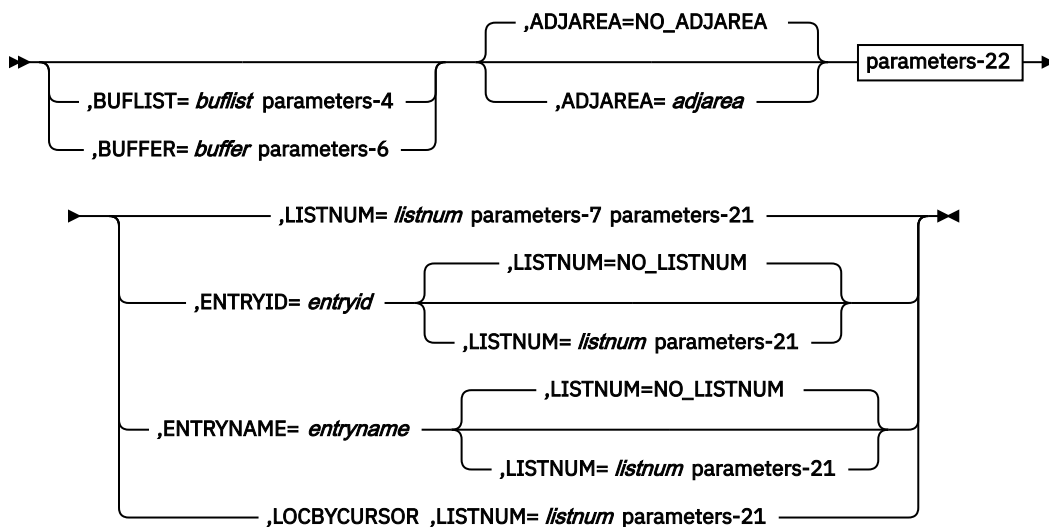 ,ADJAREA=NO_ADJAREA
parameters-22
,BUFLIST= buflist parameters-4
,ADJAREA= adjarea
,BUFFER= buffer parameters-6
,LISTNUM= listnum parameters-7 parameters-21
,LISTNUM=NO_LISTNUM
,ENTRYID= entryid
,LISTNUM= listnum parameters-21
,LISTNUM=NO_LISTNUM
,ENTRYNAME= entryname
,LISTNUM= listnum parameters-21
,LOCBYCURSOR ,LISTNUM= listnum parameters-21